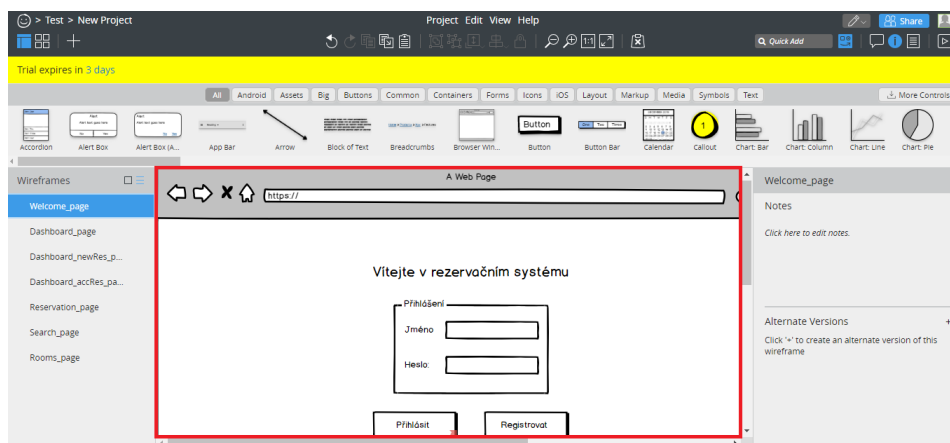 > Test > New Project
Project Edit View Help
Share
1:1
Quick Add
Trial expires in 3 days
All Android Assets Big Buttons Common Containers Forms Icons iOS Layout Markup Media Symbols Text
More Controls
Button
1
Accordion Alert Box Alert Box (A... App Bar Arrow Block of Text Breadcrumbs Browser Win... Button Button Bar Calendar Callout Chart: Bar Chart: Column Chart: Line Chart: Pie
Wireframes
Welcome_page
Dashboard_page
Dashboard_newRes_p...
Dashboard_accRes_pa...
Reservation_page
Search_page
Rooms_page
A Web Page
https://
Vítejte v rezervačním systému
Přihlášení
Jméno
Heslo:
Přihlásit
Registrovat
Welcome_page
Notes
Click here to edit notes.
Alternate Versions +
Click '+' to create an alternate version of this
wireframe